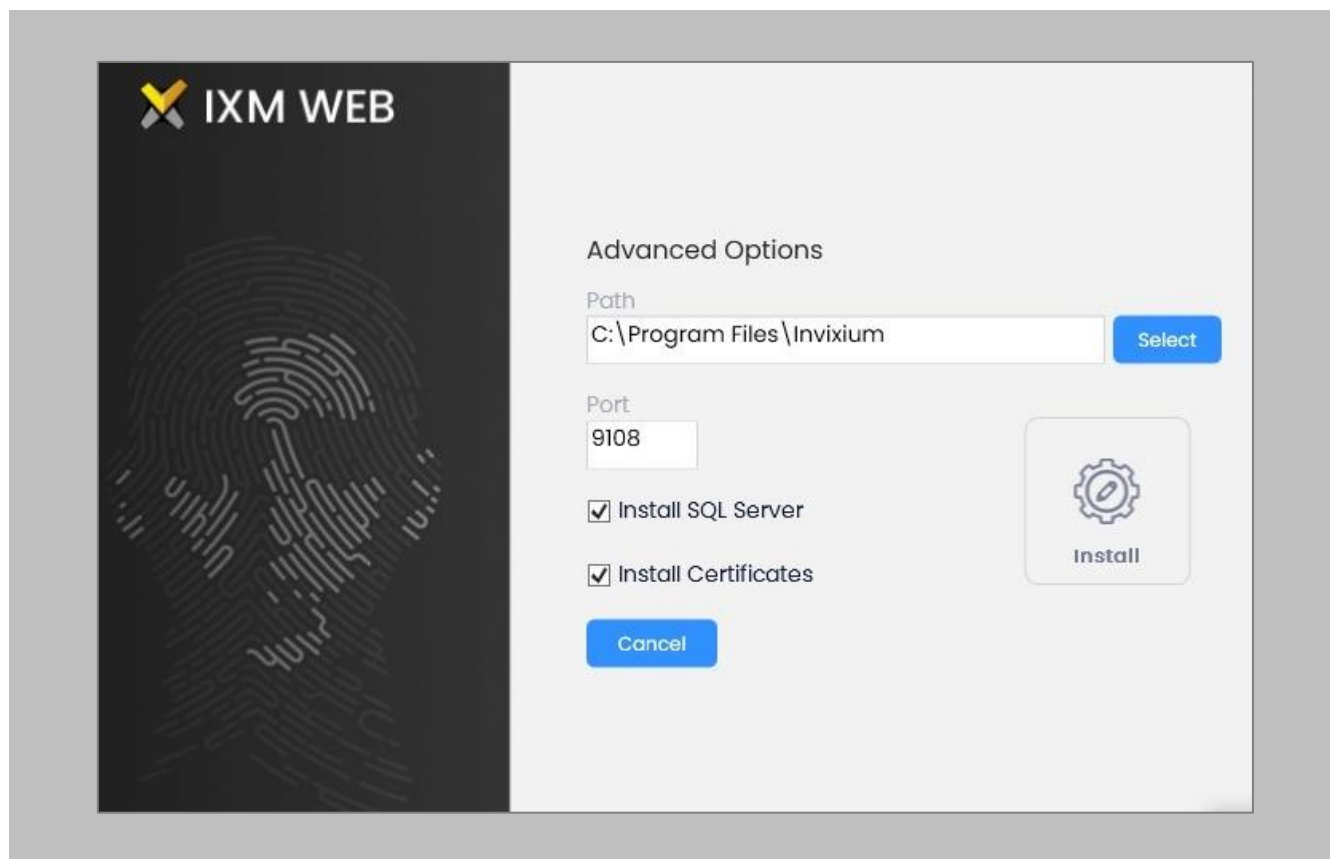 IXM WEB
Advanced Options
Path
C:\Program Files\Invixium
Select
Port
9108
Install SQL Server
Install
Install Certificates
Cancel